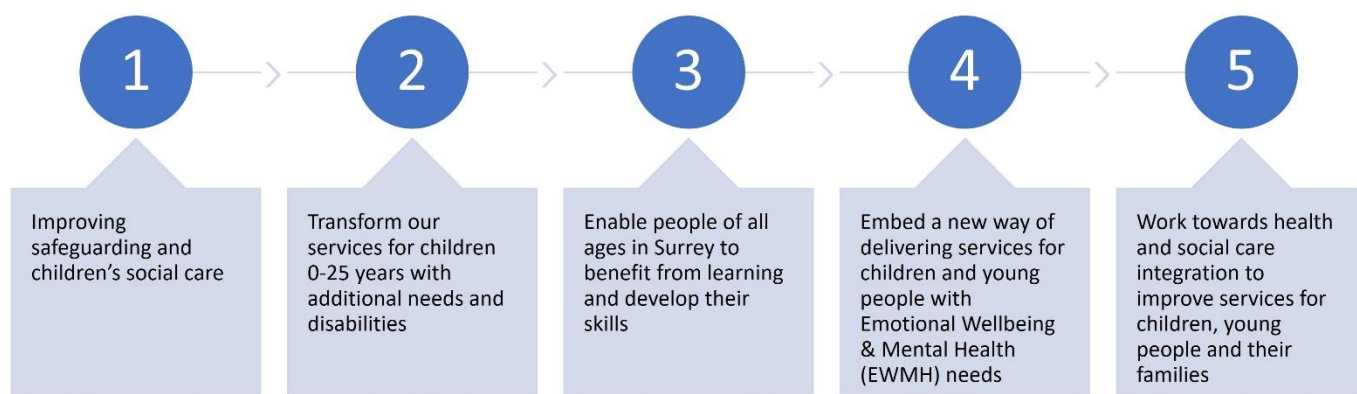 1
Improving
safeguarding and
children’s social care
2
Transform our
services for children
0-25 years with
additional needs and
disabilities
3
Enable people of all
ages in Surrey to
benefit from learning
and develop their
skills
4
Embed a new way of
delivering services for
children and young
people with
Emotional Wellbeing
& Mental Health
(EWMH) needs
5
Work towards health
and social care
integration to
improve services for
children, young
people and their
families